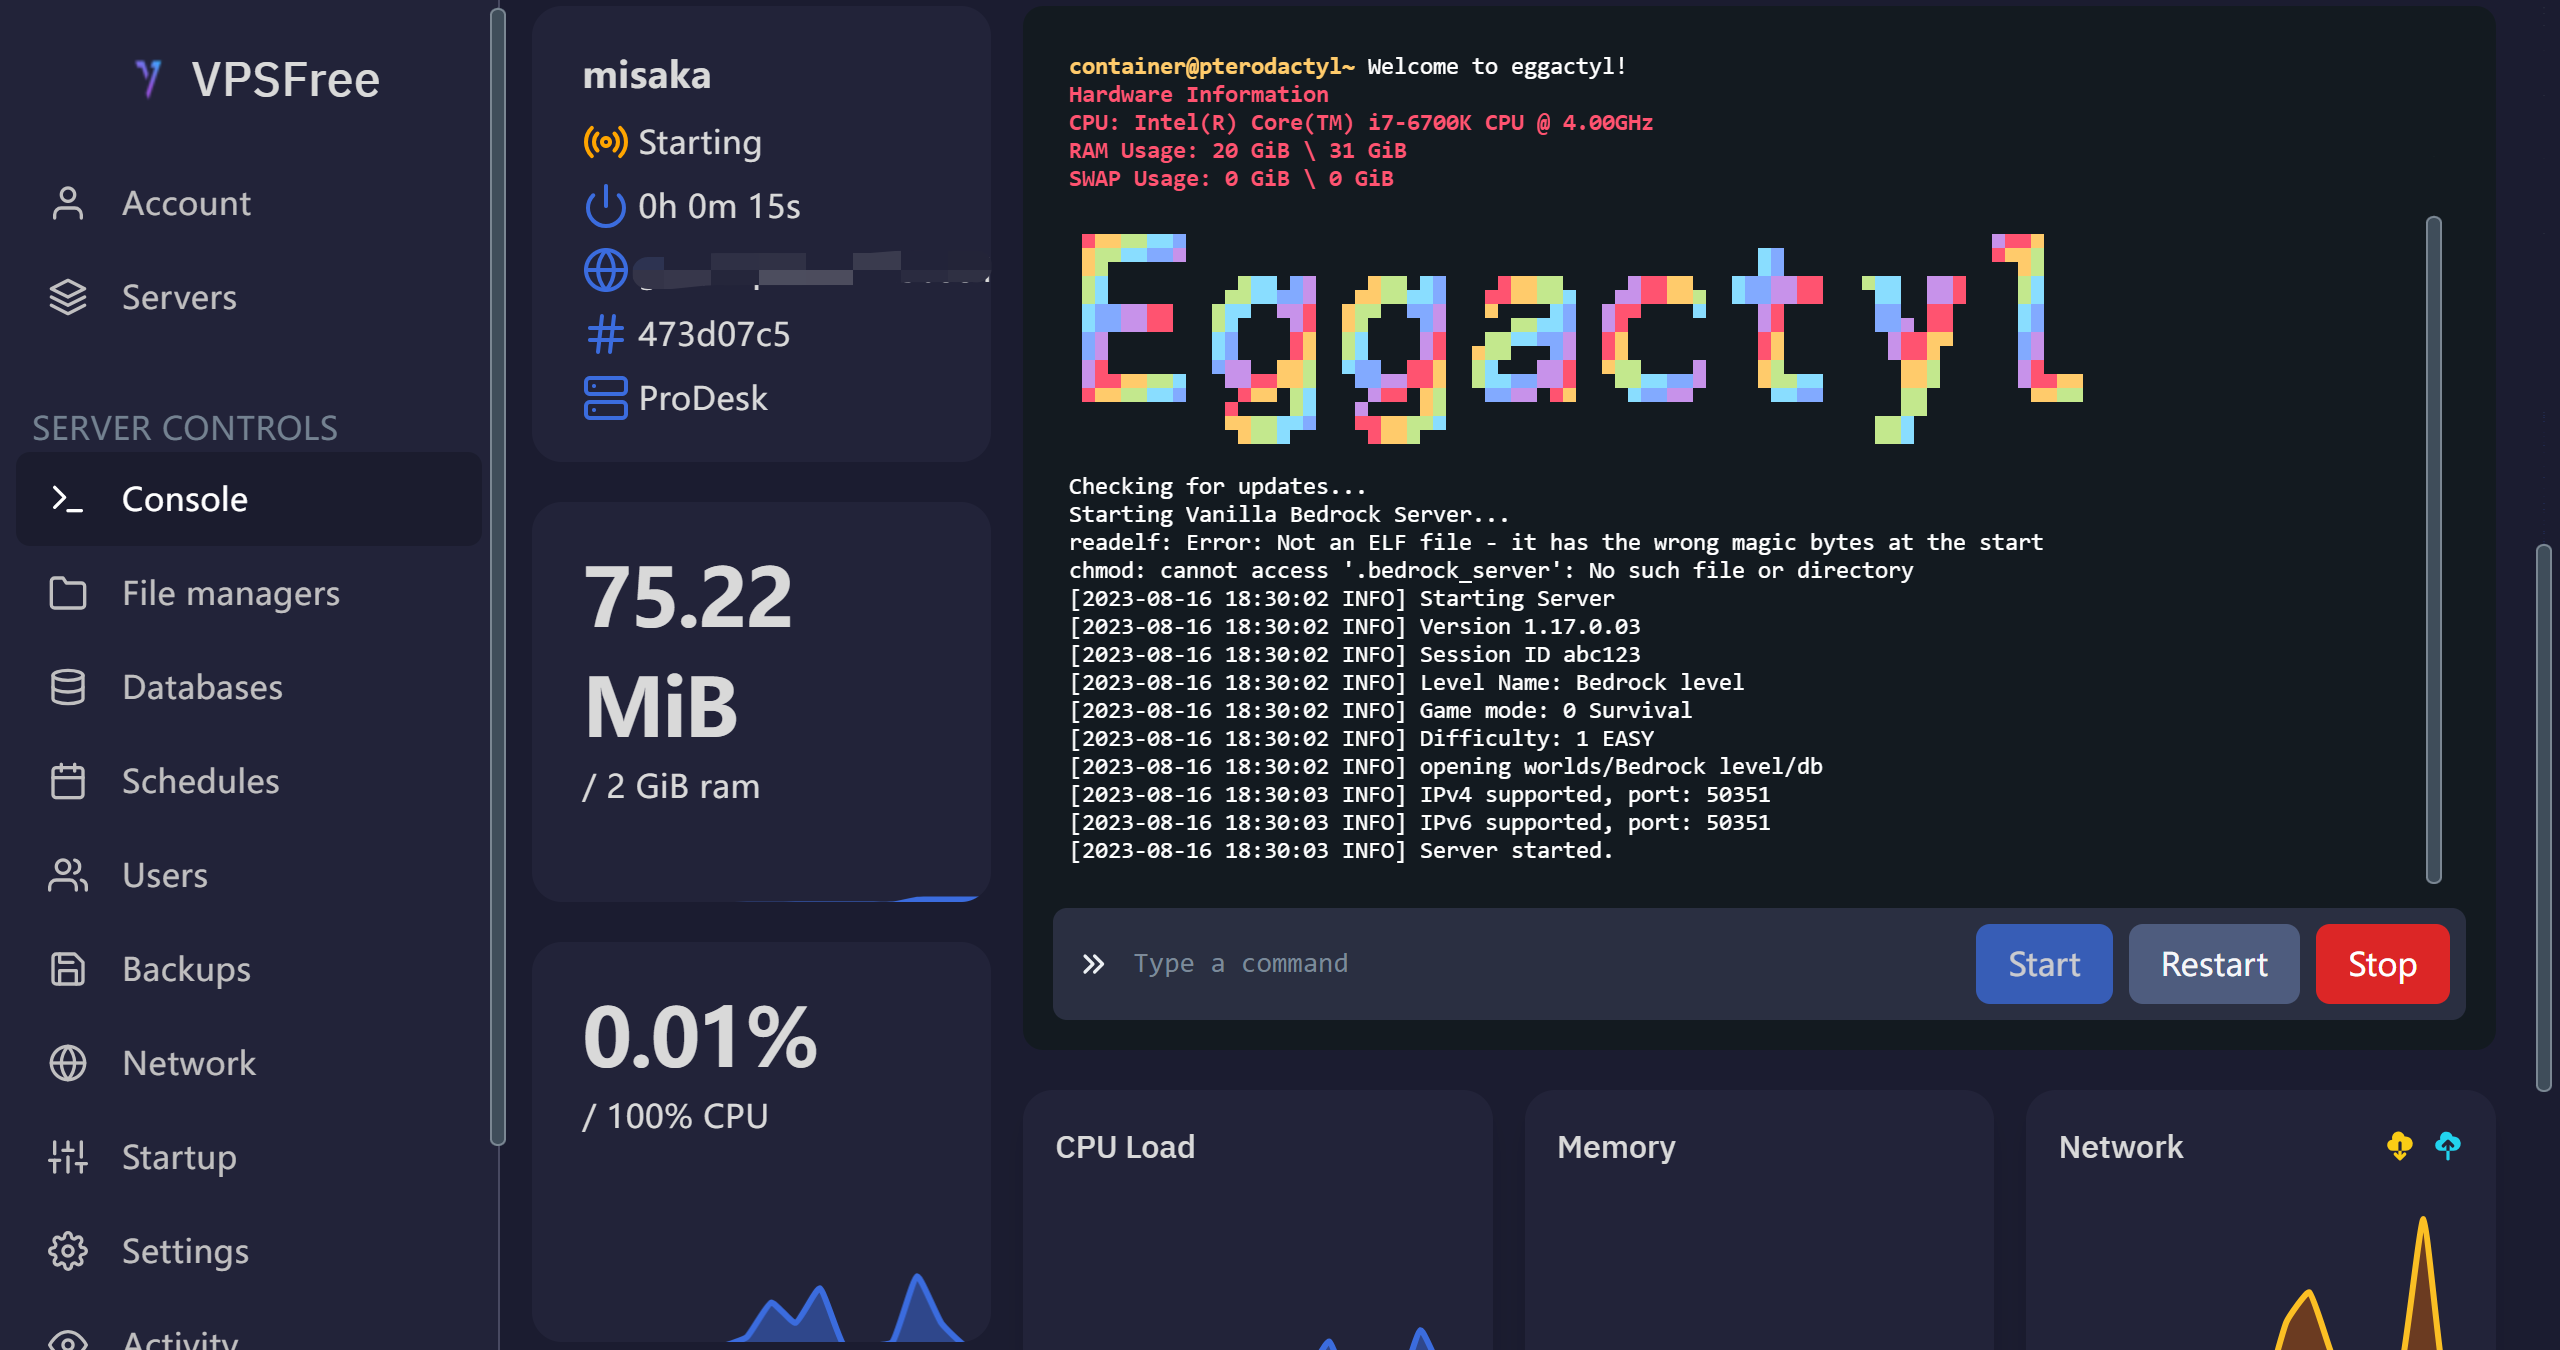 VPSFree
Account
Servers
SERVER CONTROLS
Console
File managers
Databases
Schedules
Users
Backups
Network
Startup
Settings
Activity
misaka
Starting
0h 0m 15s
473d07c5
ProDesk
75.22
MiB
/ 2 GiB ram
0.01%
/ 100% CPU
container@pterodactyl~ Welcome to eggactyl!
Hardware Information
CPU: Intel(R) Core(TM) i7-6700K CPU @ 4.00GHz
RAM Usage: 20 GiB \ 31 GiB
SWAP Usage: 0 GiB \ 0 GiB
Eggactyl
Checking for updates...
Starting Vanilla Bedrock Server...
readelf: Error: Not an ELF file - it has the wrong magic bytes at the start
chmod: cannot access '.bedrock_server': No such file or directory
[2023-08-16 18:30:02 INFO] Starting Server
[2023-08-16 18:30:02 INFO] Version 1.17.0.03
[2023-08-16 18:30:02 INFO] Session ID abc123
[2023-08-16 18:30:02 INFO] Level Name: Bedrock level
[2023-08-16 18:30:02 INFO] Game mode: 0 Survival
[2023-08-16 18:30:02 INFO] Difficulty: 1 EASY
[2023-08-16 18:30:02 INFO] opening worlds/Bedrock level/db
[2023-08-16 18:30:03 INFO] IPv4 supported, port: 50351
[2023-08-16 18:30:03 INFO] IPv6 supported, port: 50351
[2023-08-16 18:30:03 INFO] Server started.
» Type a command
Start
Restart
Stop
CPU Load
Memory
Network